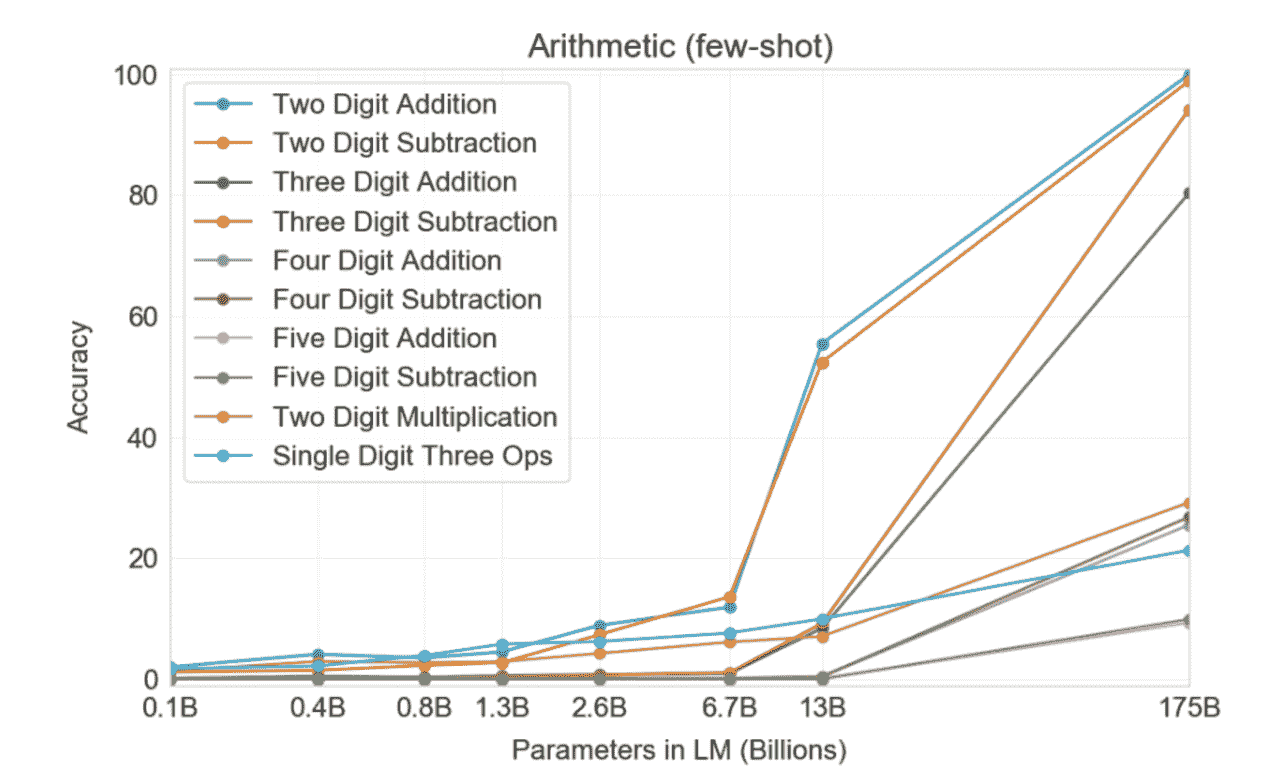 Arithmetic (few-shot)
100
80
60
40
20
0
Accuracy
Two Digit Addition
Two Digit Subtraction
Three Digit Addition
Three Digit Subtraction
Four Digit Addition
Four Digit Subtraction
Five Digit Addition
Five Digit Subtraction
Two Digit Multiplication
Single Digit Three Ops
0.1B 0.4B 0.8B 1.3B 2.6B 6.7B 13B 175B
Parameters in LM (Billions)